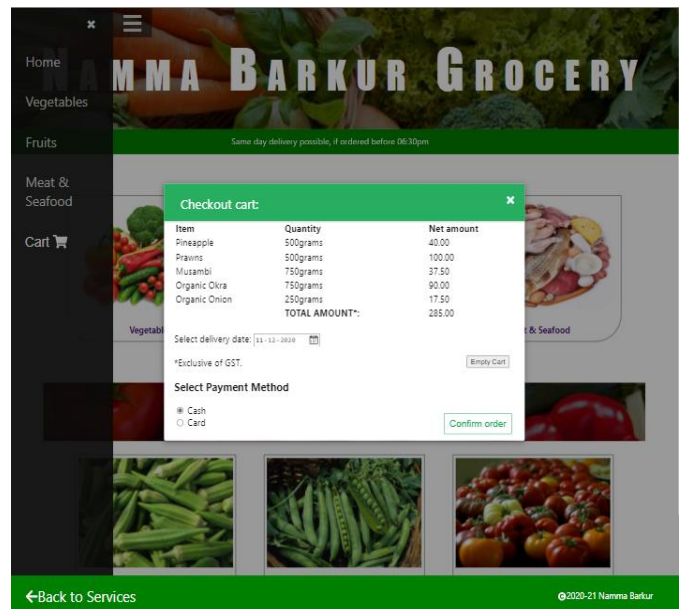 Home
NAMMA BARKUR GROCERY
Vegetables
Fruits
Same day delivery possible, if ordered before 06:30pm
Meat &
Seafood
Cart
Checkout cart:
Item Quantity Net amount
Pineapple 500grams 40.00
Prawns 500grams 100.00
Musambi 750grams 37.50
Organic Okra 750grams 90.00
Organic Onion 250grams 17.50
TOTAL AMOUNT*: 285.00
Vegetabl
t & Seafood
Select delivery date: 11-12-2020
*Exclusive of GST. Empty Cart
Select Payment Method
Cash
Card
Confirm order
Back to Services
©2020-21 Namma Barkur